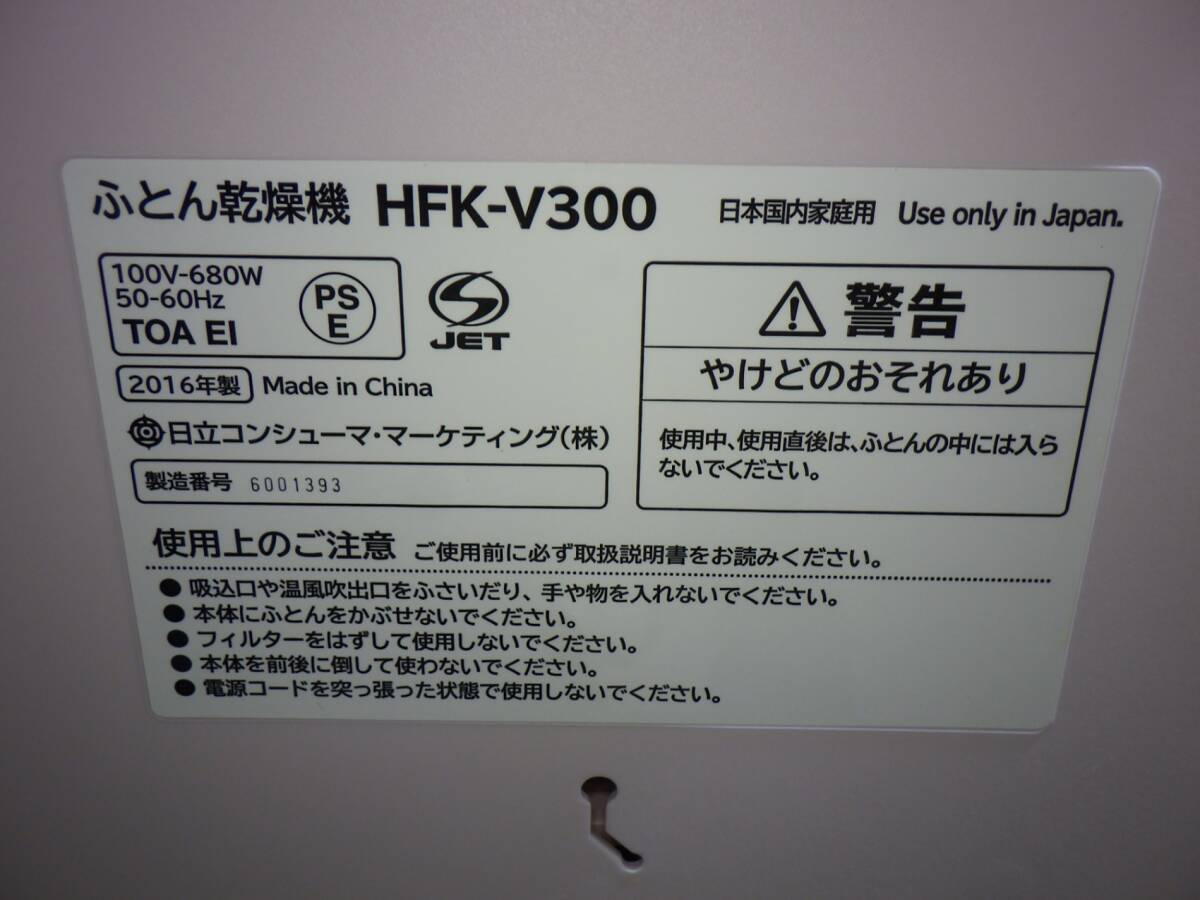 ふとん乾燥機 HFK-V300
日本国内家庭用 Use only in Japan.
100V-680W
50-60Hz
TOA EI
PS
E
JET
2016年製 Made in China
日立コンシューマ・マーケティング(株)
製造番号 6001393
警告
やけどのおそれあり
使用中、使用直後は、ふとんの中には入ら
ないでください。
使用上のご注意 ご使用前に必ず取扱説明書をお読みください。
● 吸込口や温風吹出口をふさいだり、手や物を入れないでください。
● 本体にふとんをかぶせないでください。
● フィルターをはずして使用しないでください。
● 本体を前後に倒して使わないでください。
● 電源コードを突っ張った状態で使用しないでください。